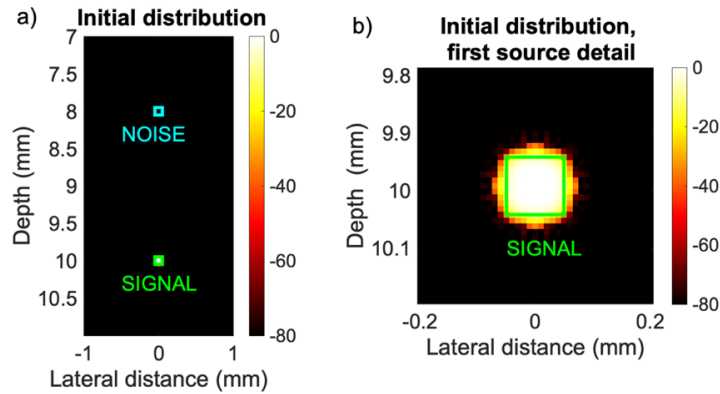 a)
Initial distribution
7
7.5
8
8.5
9
9.5
10
10.5
Depth (mm)
NOISE
SIGNAL
-1
0
1
Lateral distance (mm)
0
-20
-40
-60
-80
b)
Initial distribution,
first source detail
9.8
9.9
10
10.1
Depth (mm)
SIGNAL
-0.2
0
0.2
Lateral distance (mm)
0
-20
-40
-60
-80